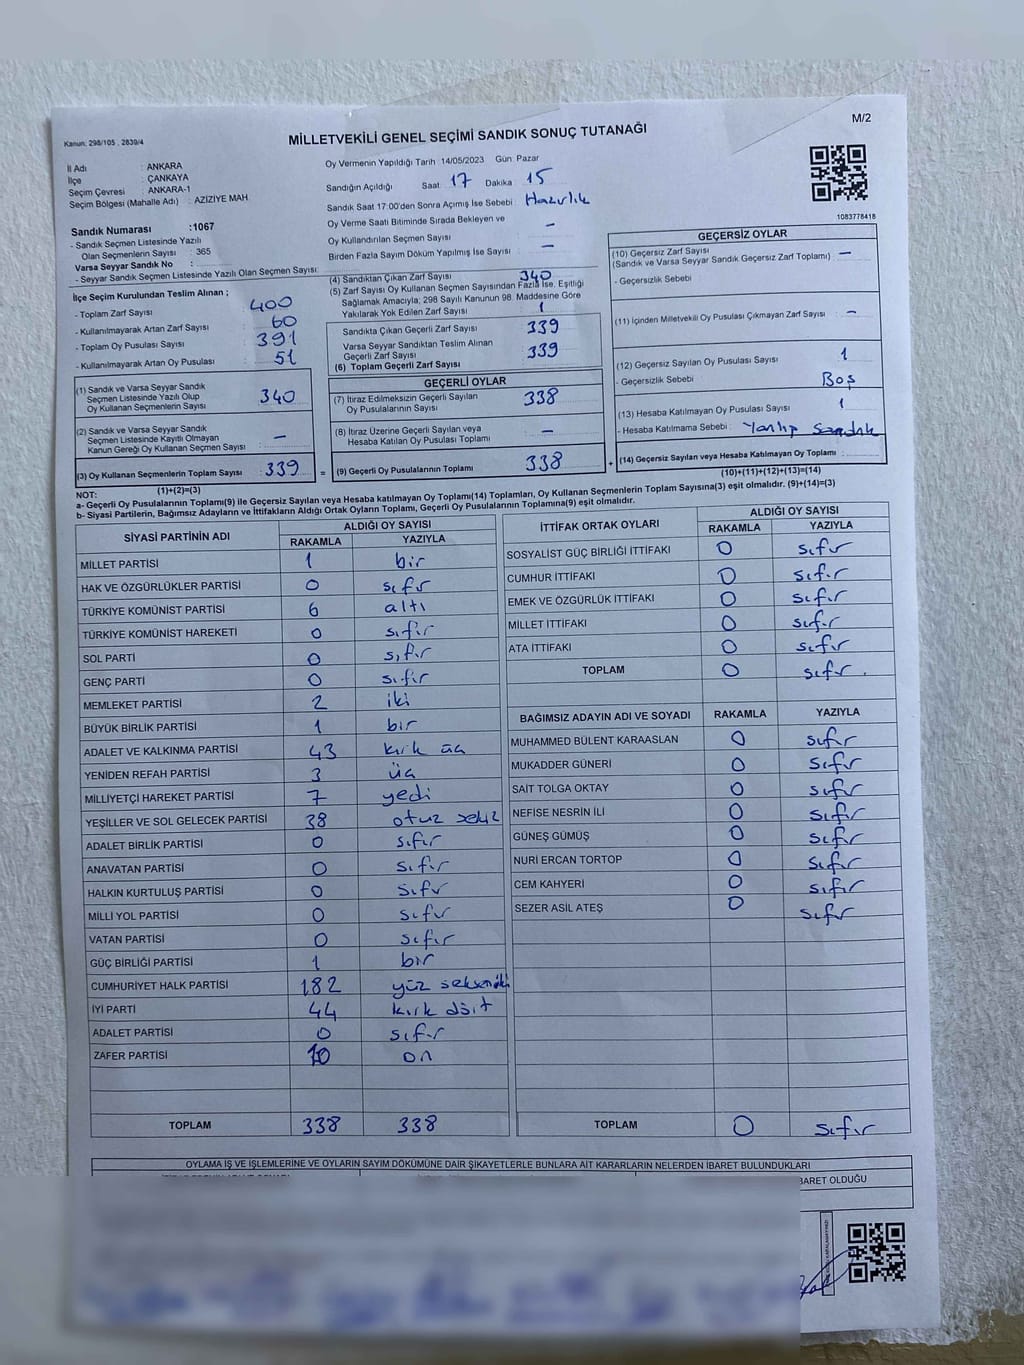 Kanun: 298/105 , 2839/4
MİLLETVEKİLİ GENEL SEÇİMİ SANDIK SONUÇ TUTANAĞI
M/2
İl Adı : ANKARA
İlçe : ÇANKAYA
Seçim Çevresi : ANKARA-1
Seçim Bölgesi (Mahalle Adı) : AZİZİYE MAH
Sandık Numarası :1067
- Sandık Seçmen Listesinde Yazılı
Olan Seçmenlerin Sayısı : 365
Varsa Seyyar Sandık No :
- Seyyar Sandık Seçmen Listesinde Yazılı Olan Seçmen Sayısı:
Oy Vermenin Yapıldığı Tarih 14/05/2023 Gün Pazar
Sandığın Açıldığı Saat 17 Dakika 15
Sandık Saat 17:00'den Sonra Açımış İse Sebebi : Hazırlık
Oy Verme Saati Bitiminde Sırada Bekleyen ve
Oy Kullandırılan Seçmen Sayısı : —
Birden Fazla Sayım Döküm Yapılmış İse Sayısı : —
1083778418
İlçe Seçim Kurulundan Teslim Alınan ;
- Toplam Zarf Sayısı : 400
- Kullanılmayarak Artan Zarf Sayısı : 60
- Toplam Oy Pusulası Sayısı : 391
- Kullanılmayarak Artan Oy Pusulası : 51
(4) Sandıktan Çıkan Zarf Sayısı : 340
(5) Zarf Sayısı Oy Kullanan Seçmen Sayısından Fazla İse, Eşitliği
Sağlamak Amacıyla; 298 Sayılı Kanunun 98. Maddesine Göre
Yakılarak Yok Edilen Zarf Sayısı : 1
Sandıkta Çıkan Geçerli Zarf Sayısı : 339
Varsa Seyyar Sandıktan Teslim Alınan
Geçerli Zarf Sayısı
(6) Toplam Geçerli Zarf Sayısı : 339
GEÇERSİZ OYLAR
(10) Geçersiz Zarf Sayısı
(Sandık ve Varsa Seyyar Sandık Geçersiz Zarf Toplamı) : —
- Geçersizlik Sebebi
(11) İçinden Milletvekili Oy Pusulası Çıkmayan Zarf Sayısı : —
(12) Geçersiz Sayılan Oy Pusulası Sayısı : 1
- Geçersizlik Sebebi : Boş
(13) Hesaba Katılmayan Oy Pusulası Sayısı : 1
- Hesaba Katılmama Sebebi : Yanlış Sandık
(14) Geçersiz Sayılan veya Hesaba Katılmayan Oy Toplamı :
(10)+(11)+(12)+(13)=(14)
(1) Sandık ve Varsa Seyyar Sandık
Seçmen Listesinde Yazılı Olup
Oy Kullanan Seçmenlerin Sayısı : 340
(2) Sandık ve Varsa Seyyar Sandık
Seçmen Listesinde Kayıtlı Olmayan
Kanun Gereği Oy Kullanan Seçmen Sayısı : —
(3) Oy Kullanan Seçmenlerin Toplam Sayısı : 339
(1)+(2)=(3)
GEÇERLİ OYLAR
(7) İtiraz Edilmeksizin Geçerli Sayılan
Oy Pusulalarının Sayısı : 338
(8) İtiraz Üzerine Geçerli Sayılan veya
Hesaba Katılan Oy Pusulası Toplamı : —
= (9) Geçerli Oy Pusulalarının Toplamı : 338 +
NOT:
a- Geçerli Oy Pusulalarının Toplamı(9) ile Geçersiz Sayılan veya Hesaba katılmayan Oy Toplamı(14) Toplamları, Oy Kullanan Seçmenlerin Toplam Sayısına(3) eşit olmalıdır. (9)+(14)=(3)
b- Siyasi Partilerin, Bağımsız Adayların ve İttifakların Aldığı Ortak Oyların Toplamı, Geçerli Oy Pusulalarının Toplamına(9) eşit olmalıdır.
SİYASİ PARTİNİN ADI ALDIĞI OY SAYISI
RAKAMLA YAZIYLA
MİLLET PARTİSİ 1 bir
HAK VE ÖZGÜRLÜKLER PARTİSİ 0 sıfır
TÜRKİYE KOMÜNİST PARTİSİ 6 altı
TÜRKİYE KOMÜNİST HAREKETİ 0 sıfır
SOL PARTİ 0 sıfır
GENÇ PARTİ 0 sıfır
MEMLEKET PARTİSİ 2 iki
BÜYÜK BİRLİK PARTİSİ 1 bir
ADALET VE KALKINMA PARTİSİ 43 kırk üç
YENİDEN REFAH PARTİSİ 3 üç
MİLLİYETÇİ HAREKET PARTİSİ 7 yedi
YEŞİLLER VE SOL GELECEK PARTİSİ 38 otuz sekiz
ADALET BİRLİK PARTİSİ 0 sıfır
ANAVATAN PARTİSİ 0 sıfır
HALKIN KURTULUŞ PARTİSİ 0 sıfır
MİLLİ YOL PARTİSİ 0 sıfır
VATAN PARTİSİ 0 sıfır
GÜÇ BİRLİĞİ PARTİSİ 1 bir
CUMHURİYET HALK PARTİSİ 182 yüz seksen iki
İYİ PARTİ 44 kırk dört
ADALET PARTİSİ 0 sıfır
ZAFER PARTİSİ 10 on
TOPLAM 338 338
İTTİFAK ORTAK OYLARI ALDIĞI OY SAYISI
RAKAMLA YAZIYLA
SOSYALİST GÜÇ BİRLİĞİ İTTİFAKI 0 sıfır
CUMHUR İTTİFAKI 0 sıfır
EMEK VE ÖZGÜRLÜK İTTİFAKI 0 sıfır
MİLLET İTTİFAKI 0 sıfır
ATA İTTİFAKI 0 sıfır
TOPLAM 0 sıfır
BAĞIMSIZ ADAYIN ADI VE SOYADI RAKAMLA YAZIYLA
MUHAMMED BÜLENT KARAASLAN 0 sıfır
MUKADDER GÜNERİ 0 sıfır
SAİT TOLGA OKTAY 0 sıfır
NEFİSE NESRİN İLİ 0 sıfır
GÜNEŞ GÜMÜŞ 0 sıfır
NURİ ERCAN TORTOP 0 sıfır
CEM KAHYERİ 0 sıfır
SEZER ASİL ATEŞ 0 sıfır
TOPLAM 0 sıfır
OYLAMA İŞ VE İŞLEMLERİNE VE OYLARIN SAYIM DÖKÜMÜNE DAİR ŞİKAYETLERLE BUNLARA AİT KARARLARIN NELERDEN İBARET BULUNDUKLARI
BARET OLDUĞU